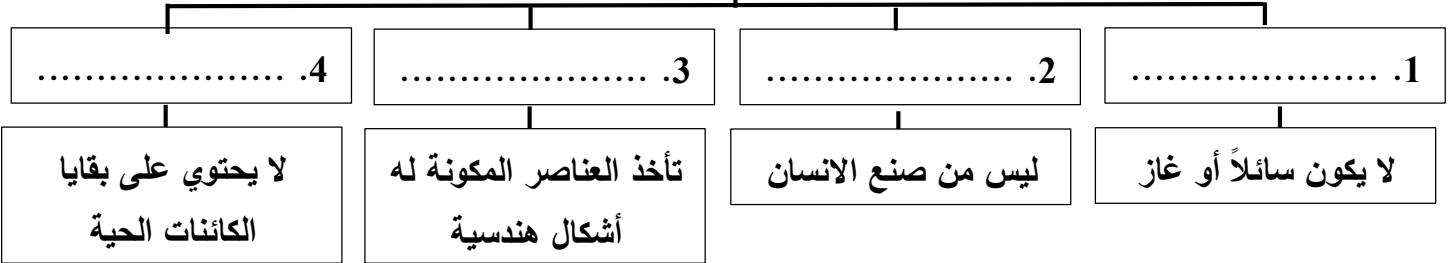 1. .....................
2. .....................
3. .....................
4. .....................
لا يكون سائلاً أو غاز
ليس من صنع الانسان
تأخذ العناصر المكونة له
أشكال هندسية
لا يحتوي على بقايا
الكائنات الحية